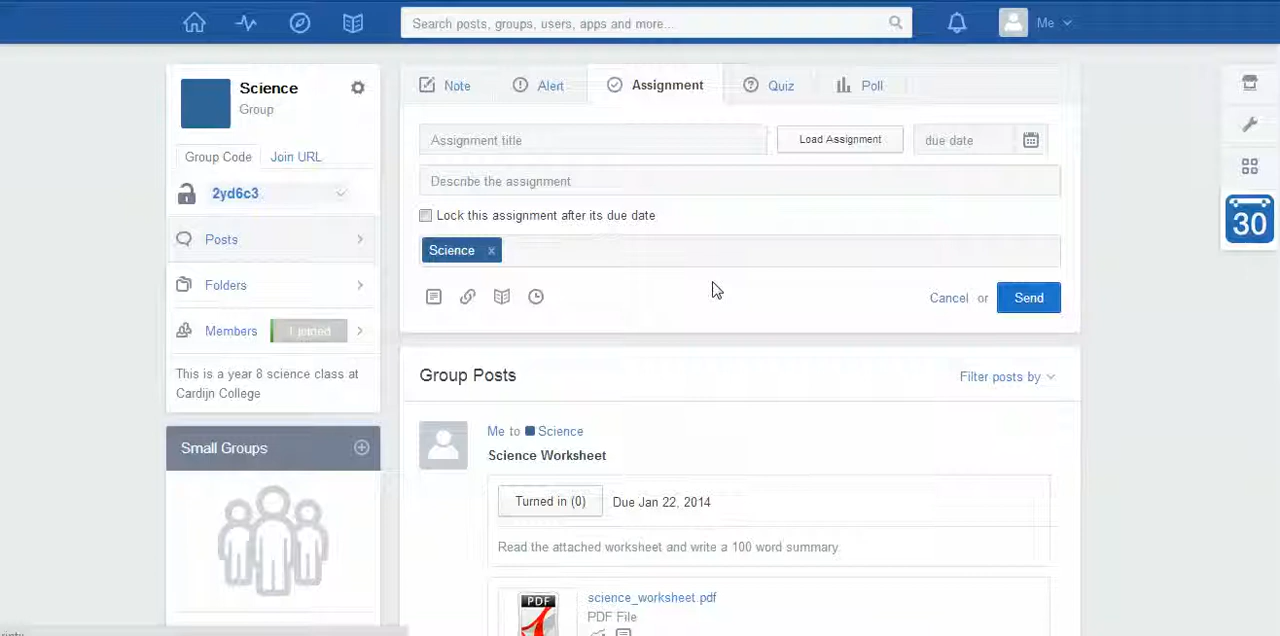 Search posts, groups, users, apps and more...
Me
Science
Group
Group Code
Join URL
2yd6c3
Posts
Folders
Members
1 joined
This is a year 8 science class at
Cardijn College
Small Groups
Note
Alert
Assignment
Quiz
Poll
Assignment title
Load Assignment
due date
Describe the assignment
Lock this assignment after its due date
Science x
Cancel or
Send
Group Posts
Filter posts by
Me to Science
Science Worksheet
Turned in (0)
Due Jan 22, 2014
Read the attached worksheet and write a 100 word summary.
PDF
science_worksheet.pdf
PDF File
30